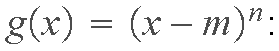 g(x) = (x − m)ⁿ: